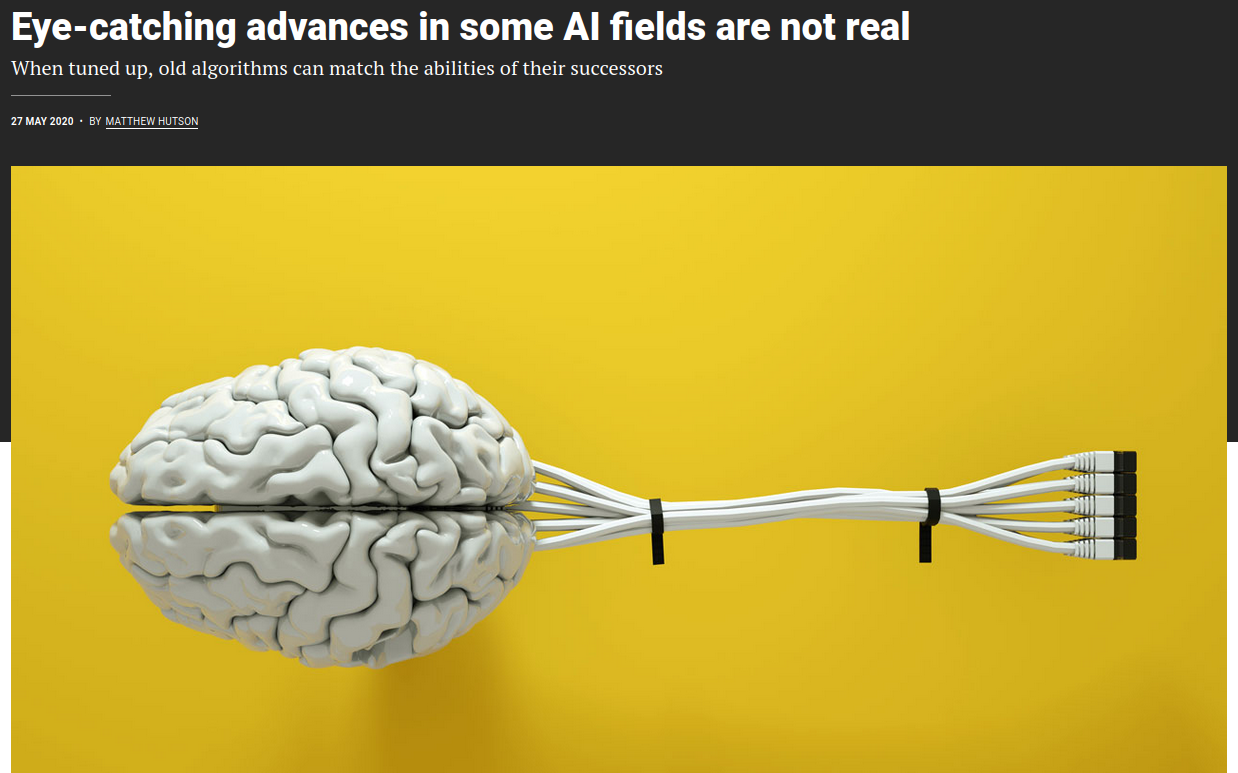 Eye-catching advances in some AI fields are not real
When tuned up, old algorithms can match the abilities of their successors
27 MAY 2020 • BY MATTHEW HUTSON